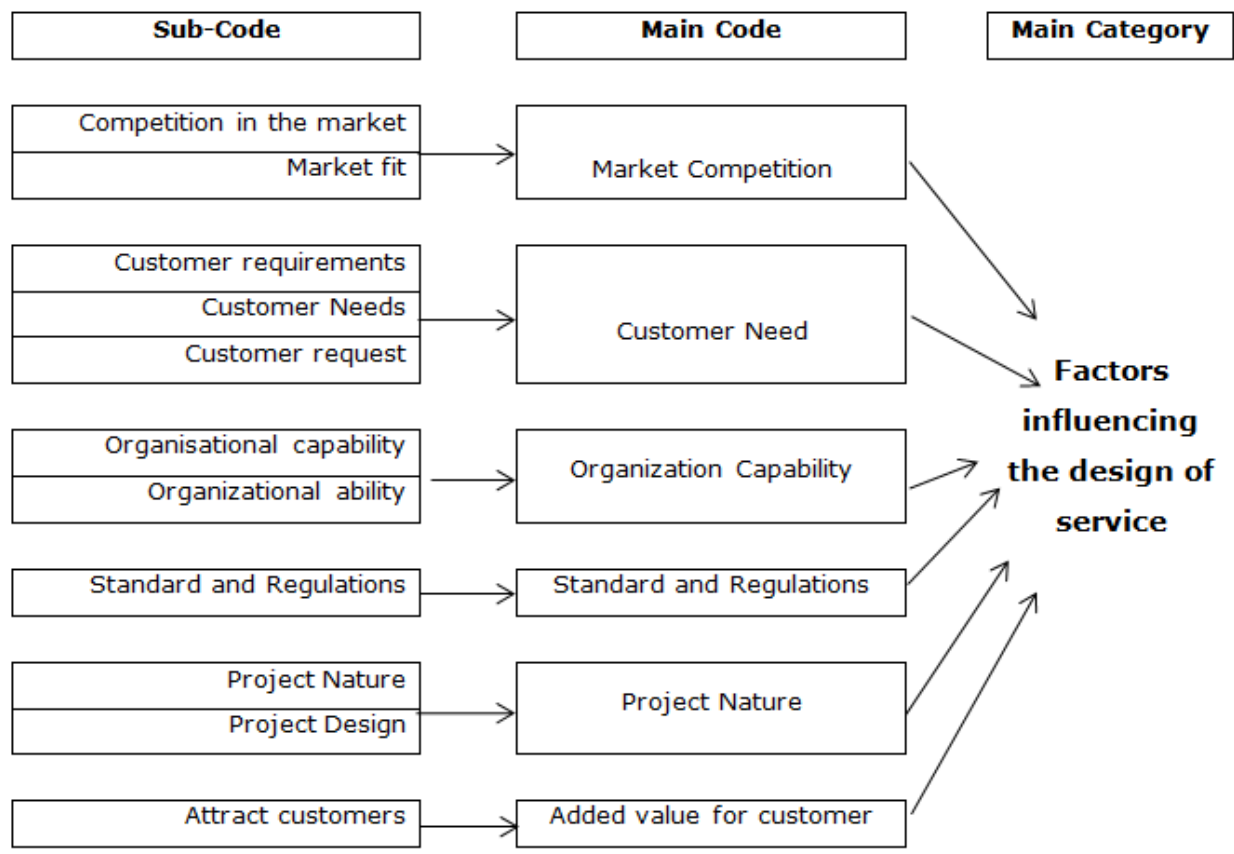 Sub-Code
Main Code
Main Category
Competition in the market
Market fit
Market Competition
Customer requirements
Customer Needs
Customer request
Customer Need
Organisational capability
Organizational ability
Organization Capability
Standard and Regulations
Standard and Regulations
Project Nature
Project Design
Project Nature
Attract customers
Added value for customer
Factors
influencing
the design of
service